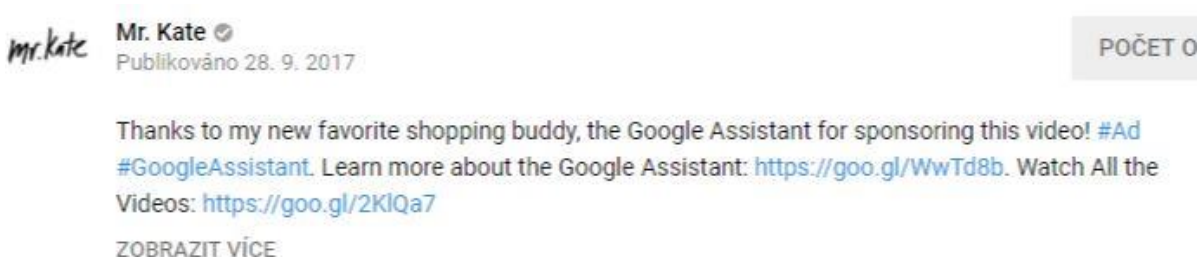 mr.kate
Mr. Kate
Publikováno 28. 9. 2017
POČET O
Thanks to my new favorite shopping buddy, the Google Assistant for sponsoring this video! #Ad
#GoogleAssistant. Learn more about the Google Assistant: https://goo.gl/WwTd8b. Watch All the
Videos: https://goo.gl/2KlQa7
ZOBRAZIT VÍCE